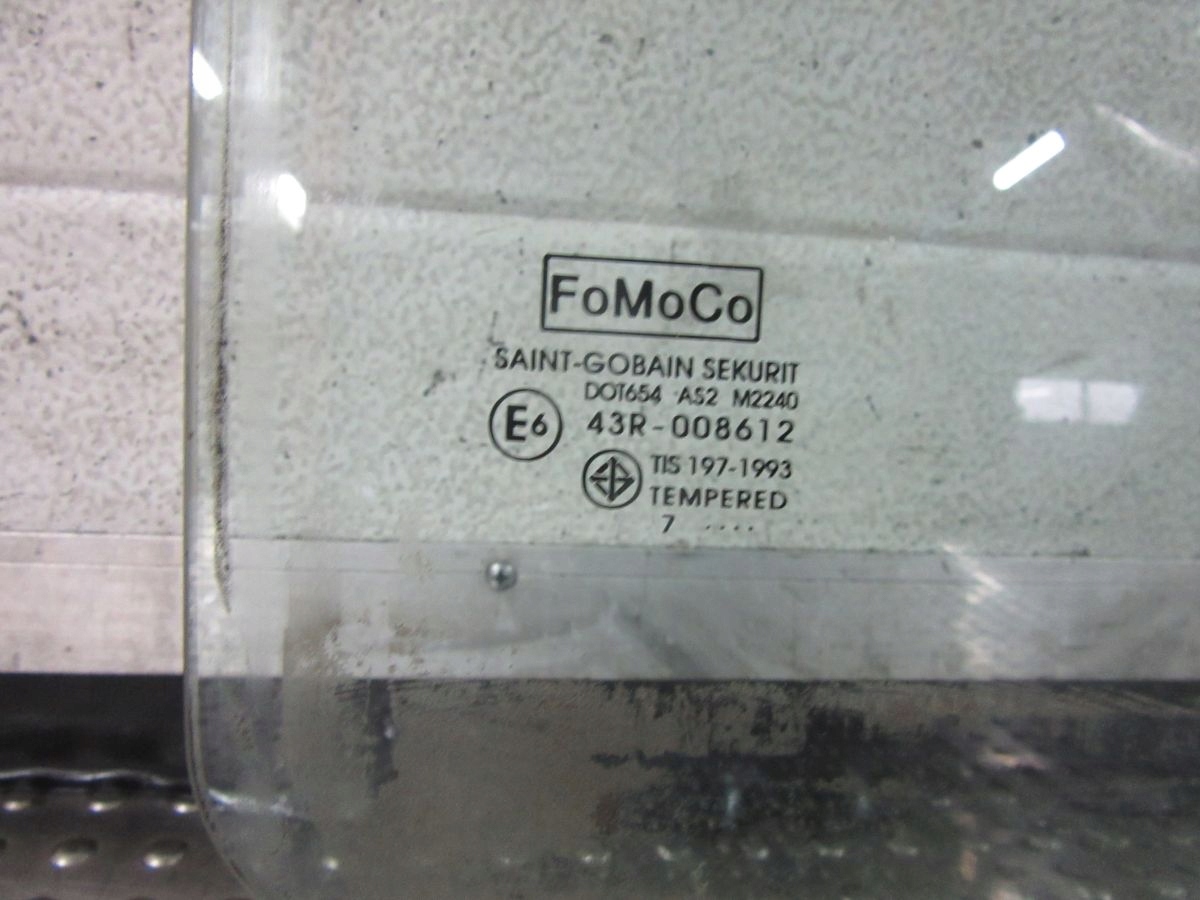 FoMoCo
SAINT-GOBAIN SEKURIT
DOT654 AS2 M2240
E6 43R-008612
TIS 197-1993
TEMPERED
7 ....